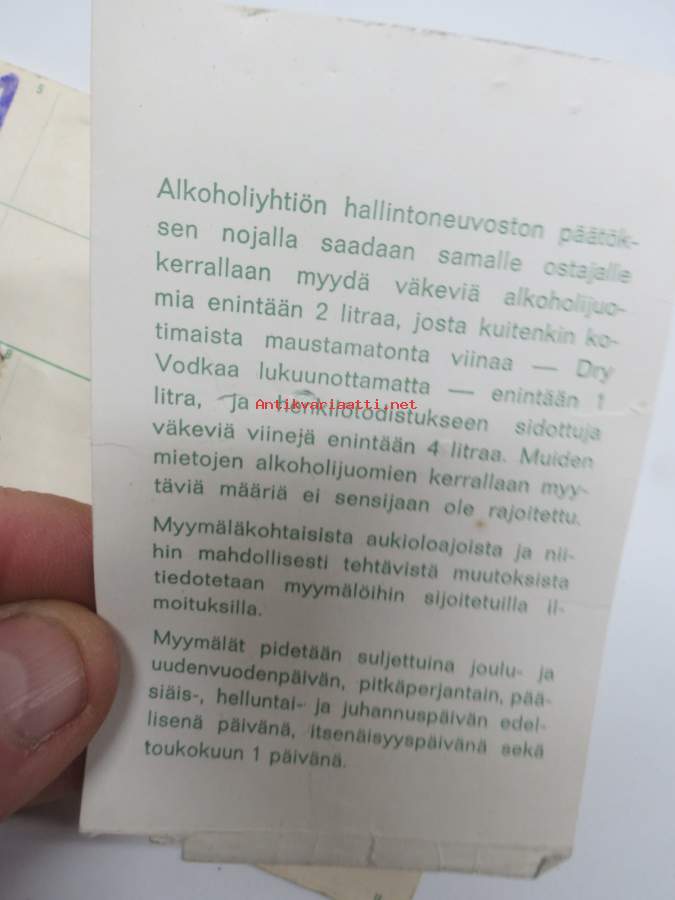 S
Alkoholiyhtiön hallintoneuvoston päätök-
sen nojalla saadaan samalle ostajalle
kerrallaan myydä väkeviä alkoholijuo-
mia enintään 2 litraa, josta kuitenkin ko-
timaista maustamatonta viinaa — Dry
Vodkaa lukuunottamatta — enintään 1
litra, ja henkilötodistukseen sidottuja
Antikvariaatti.net
väkeviä viinejä enintään 4 litraa. Muiden
mietojen alkoholijuomien kerrallaan myy-
täviä määriä ei sensijaan ole rajoitettu.
Myymäläkohtaisista aukioloajoista ja nii-
hin mahdollisesti tehtävistä muutoksista
tiedotetaan myymälöihin sijoitetuilla il-
moituksilla.
Myymälät pidetään suljettuina joulu- ja
uudenvuodenpäivän, pitkäperjantain, pää-
siäis-, helluntai- ja juhannuspäivän edel-
lisenä päivänä, itsenäisyyspäivänä sekä
toukokuun 1 päivänä.